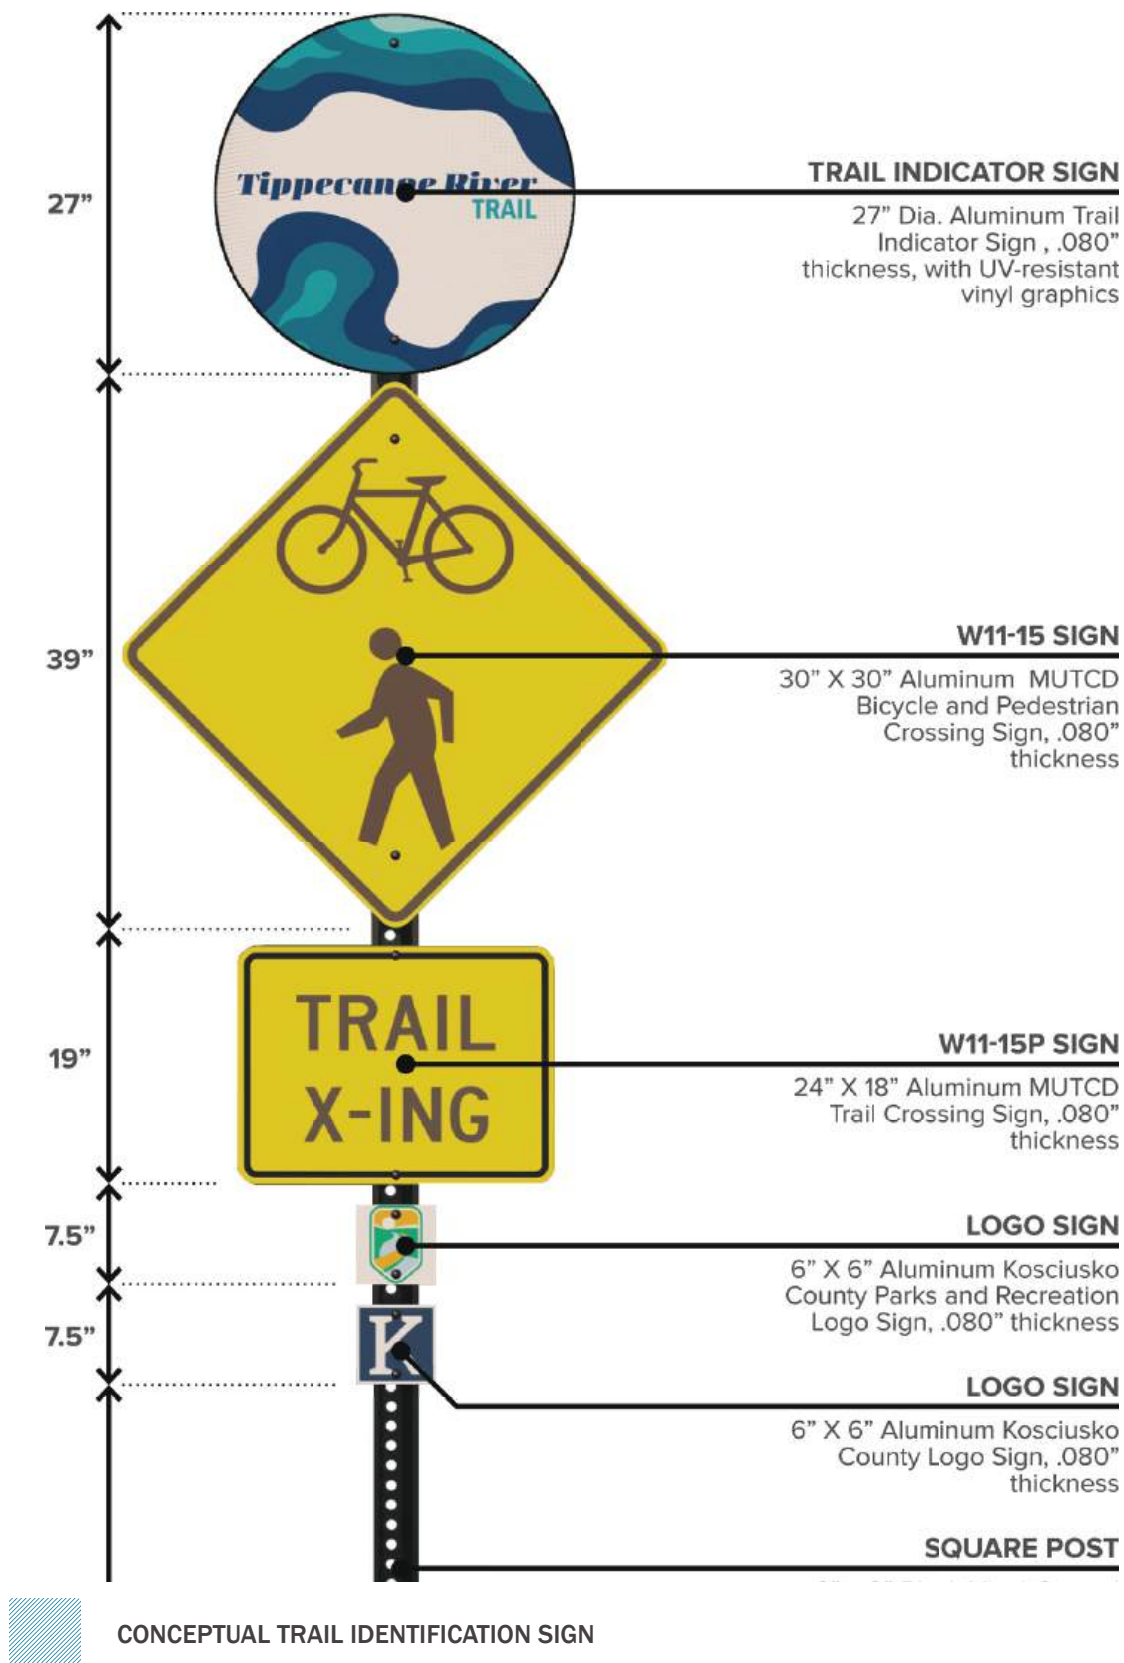 27”
Tippecanoe River
TRAIL
TRAIL INDICATOR SIGN
27” Dia. Aluminum Trail
Indicator Sign , .080”
thickness, with UV-resistant
vinyl graphics
39”
W11-15 SIGN
30” X 30” Aluminum MUTCD
Bicycle and Pedestrian
Crossing Sign, .080”
thickness
19”
TRAIL
X-ING
W11-15P SIGN
24” X 18” Aluminum MUTCD
Trail Crossing Sign, .080”
thickness
7.5”
LOGO SIGN
6” X 6” Aluminum Kosciusko
County Parks and Recreation
Logo Sign, .080” thickness
7.5”
K
LOGO SIGN
6” X 6” Aluminum Kosciusko
County Logo Sign, .080”
thickness
SQUARE POST
CONCEPTUAL TRAIL IDENTIFICATION SIGN